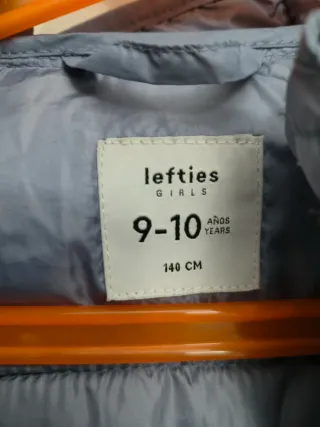 lefties
GIRLS
9-10 AÑOS
YEARS
140 CM